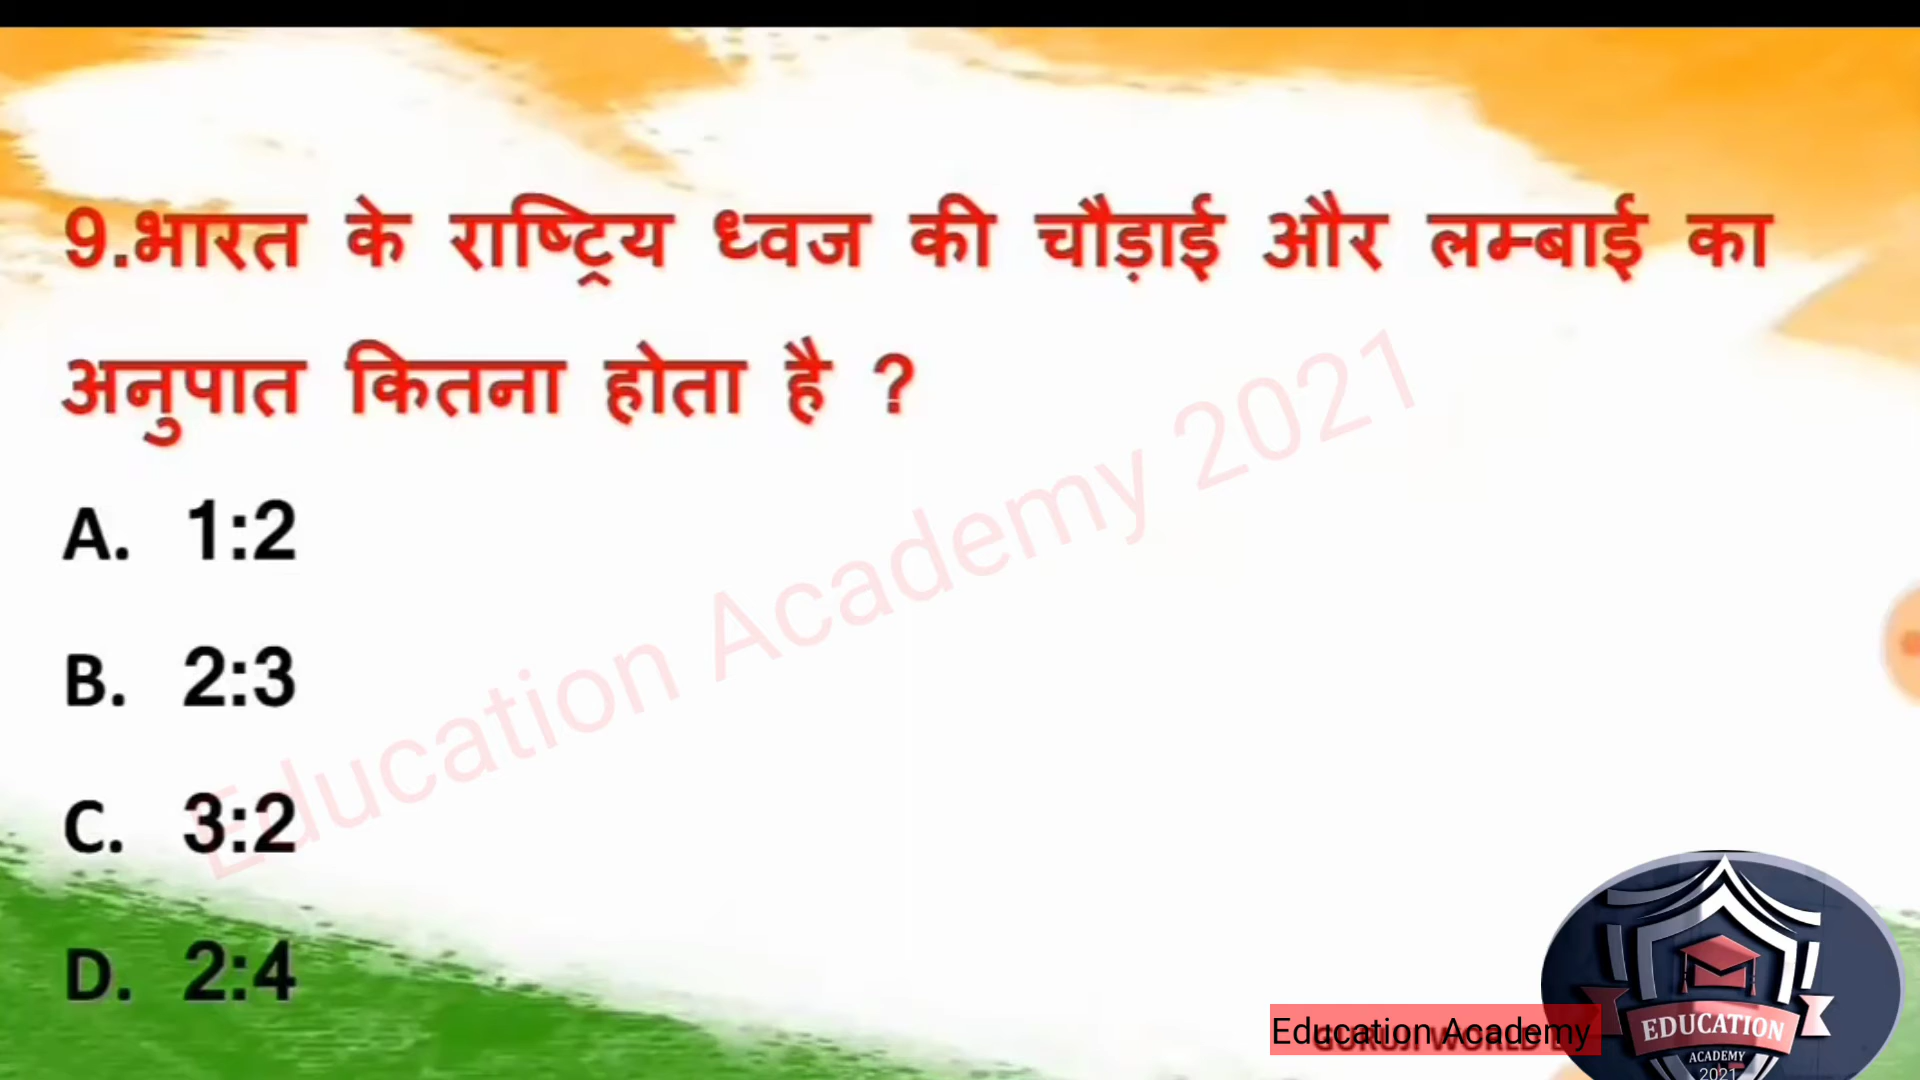 9.भारत के राष्ट्रिय ध्वज की चौड़ाई और लम्बाई का
अनुपात कितना होता है ?
A. 1:2
B. 2:3
C. 3:2
D. 2:4
Education Academy 2021
Education Academy
EDUCATION
ACADEMY
2021